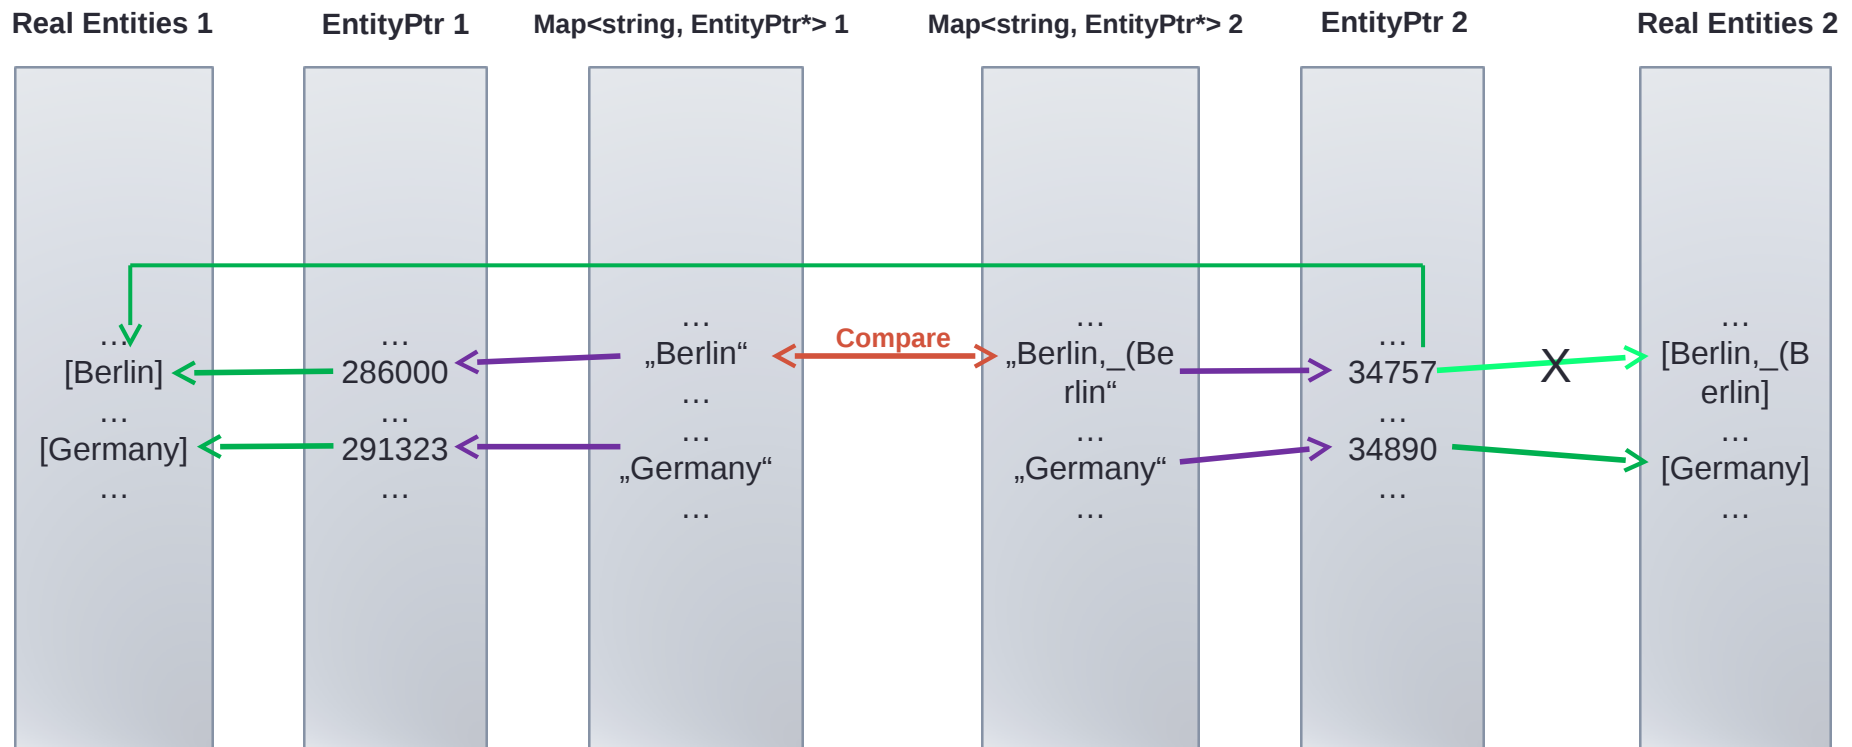 Real Entities 1
EntityPtr 1
Map<string, EntityPtr*> 1
Map<string, EntityPtr*> 2
EntityPtr 2
Real Entities 2
…
[Berlin]
…
[Germany]
…
…
286000
…
291323
…
…
„Berlin“
…
…
„Germany“
…
Compare
…
„Berlin,_(Be
rlin“
…
„Germany“
…
…
34757
…
34890
…
X
…
[Berlin,_(B
erlin]
…
[Germany]
…